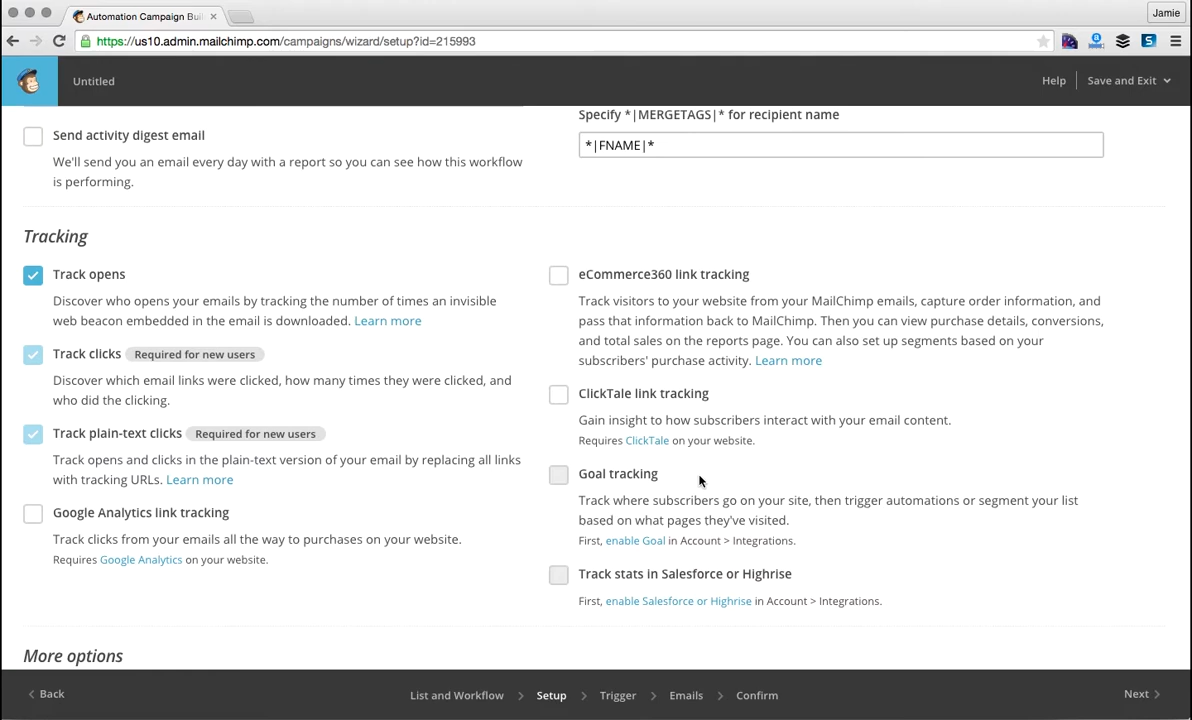 Automation Campaign Bui
Jamie
https://us10.admin.mailchimp.com/campaigns/wizard/setup?id=215993
Untitled
Help
Save and Exit
Send activity digest email
We'll send you an email every day with a report so you can see how this workflow
is performing.
Specify *|MERGETAGS|* for recipient name
*|FNAME|*
Tracking
Track opens
Discover who opens your emails by tracking the number of times an invisible
web beacon embedded in the email is downloaded. Learn more
Track clicks Required for new users
Discover which email links were clicked, how many times they were clicked, and
who did the clicking.
Track plain-text clicks Required for new users
Track opens and clicks in the plain-text version of your email by replacing all links
with tracking URLs. Learn more
Google Analytics link tracking
Track clicks from your emails all the way to purchases on your website.
Requires Google Analytics on your website.
eCommerce360 link tracking
Track visitors to your website from your MailChimp emails, capture order information, and
pass that information back to MailChimp. Then you can view purchase details, conversions,
and total sales on the reports page. You can also set up segments based on your
subscribers' purchase activity. Learn more
ClickTale link tracking
Gain insight to how subscribers interact with your email content.
Requires ClickTale on your website.
Goal tracking
Track where subscribers go on your site, then trigger automations or segment your list
based on what pages they've visited.
First, enable Goal in Account > Integrations.
Track stats in Salesforce or Highrise
First, enable Salesforce or Highrise in Account > Integrations.
More options
Back
List and Workflow > Setup > Trigger > Emails > Confirm
Next